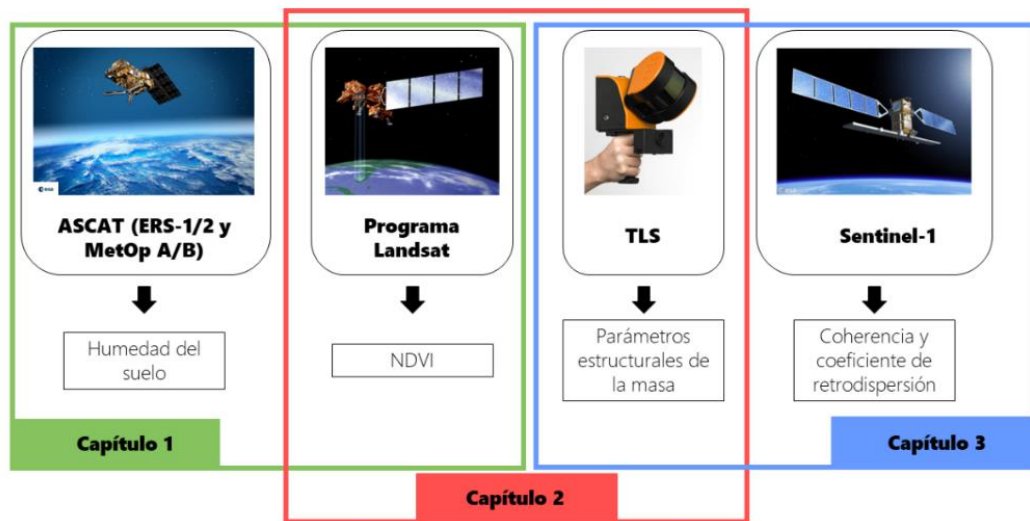 ASCAT (ERS-1/2 y
MetOp A/B)
Programa
Landsat
TLS
Sentinel-1
Humedad del
suelo
NDVI
Parámetros
estructurales de
la masa
Coherencia y
coeficiente de
retrodispersión
Capítulo 1
Capítulo 2
Capítulo 3